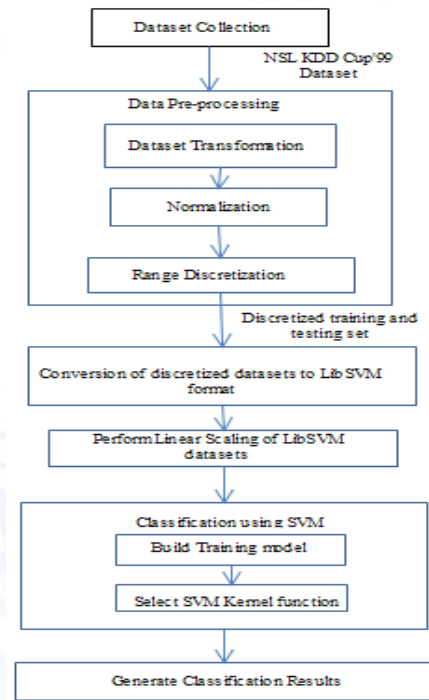 Dataset Collection
NSL KDD Cup'99
Dataset
Data Pre-processing
Dataset Transformation
Normalization
Range Discretization
Discretized training and
testing set
Conversion of discretized datasets to LibSVM
format
Perform Linear Scaling of LibSVM
datasets
Classification using SVM
Build Training model
Select SVM Kernel function
Generate Classification Results